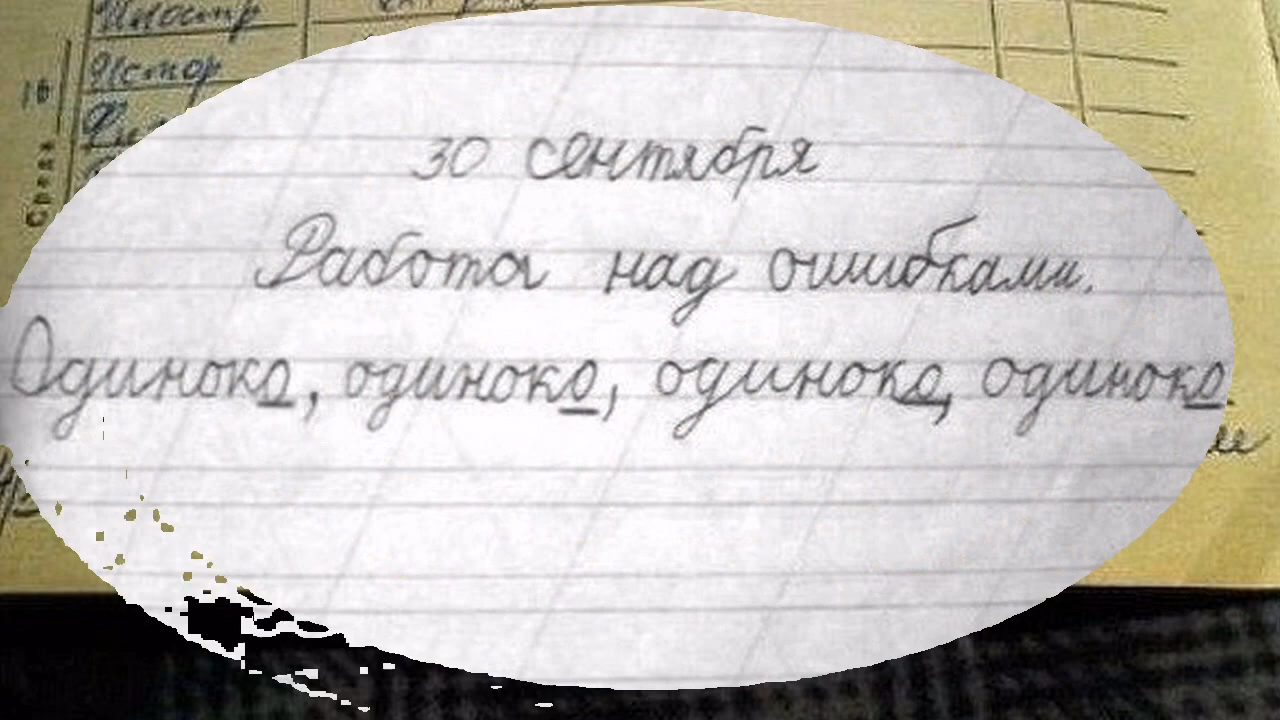 30 сентября
Работа над ошибками.
Одиноко, одиноко, одиноко, одиноко